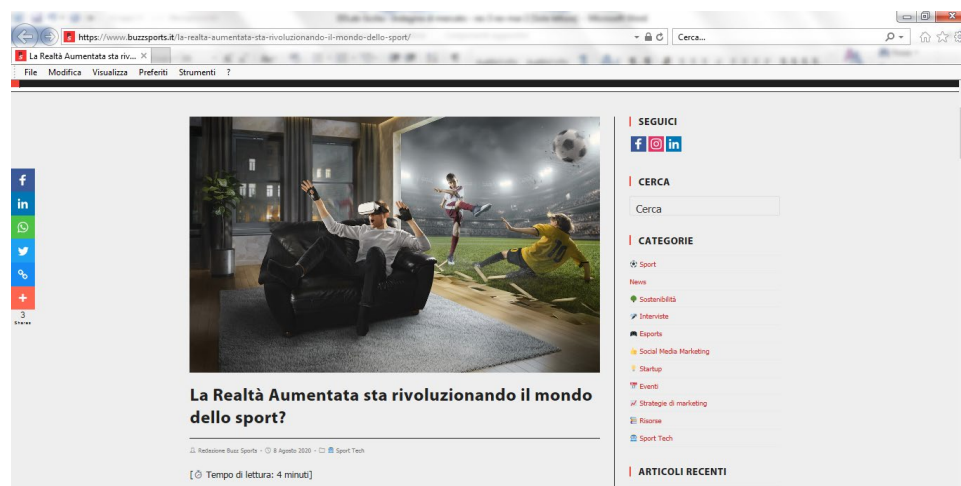 https://www.buzzsports.it/la-realta-aumentata-sta-rivoluzionando-il-mondo-dello-sport/
Cerca...
La Realtà Aumentata sta riv...
File Modifica Visualizza Preferiti Strumenti ?
SEGUICI
CERCA
Cerca
CATEGORIE
Sport
News
Sostenibilità
Interviste
Esports
Social Media Marketing
Startup
Eventi
Strategie di marketing
Risorse
Sport Tech
ARTICOLI RECENTI
3
Shares
La Realtà Aumentata sta rivoluzionando il mondo
dello sport?
Redazione Buzz Sports - 8 Agosto 2020 - Sport Tech
[ Tempo di lettura: 4 minuti]